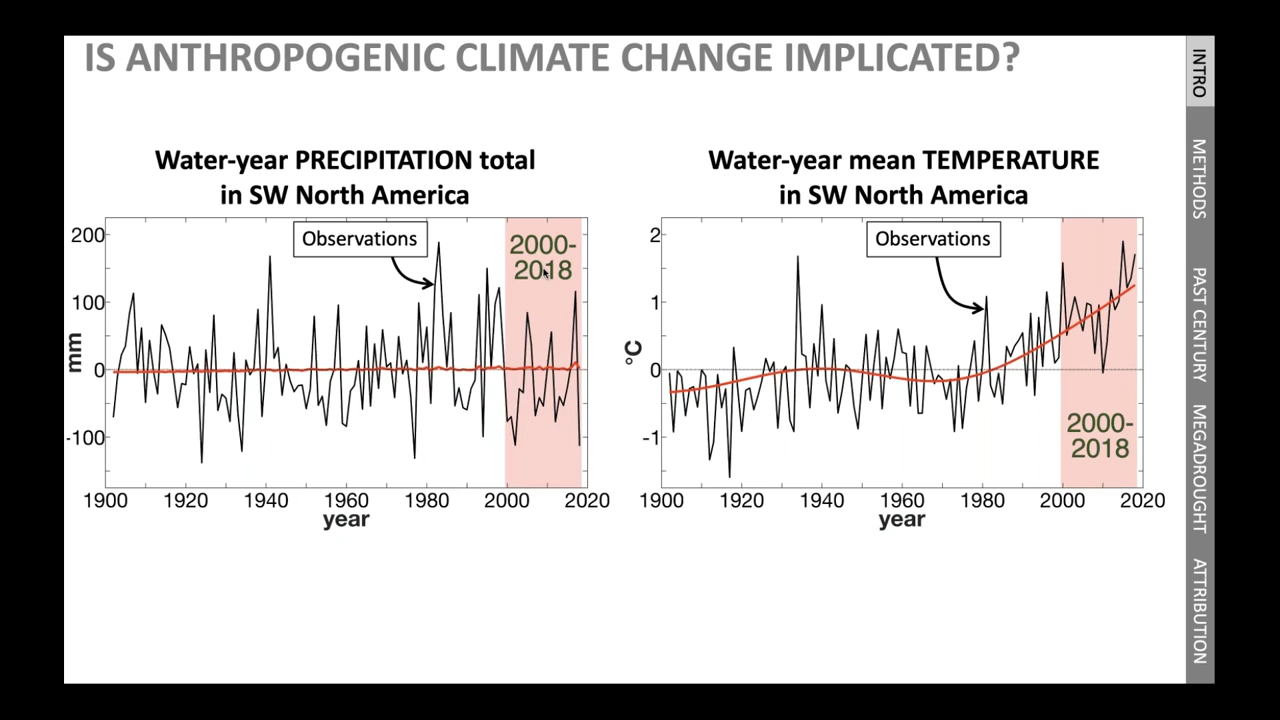 IS ANTHROPOGENIC CLIMATE CHANGE IMPLICATED?
Water-year PRECIPITATION total
in SW North America
Observations
2000-
2018
200
100
0
-100
mm
1900 1920 1940 1960 1980 2000 2020
year
Water-year mean TEMPERATURE
in SW North America
Observations
2
1
0
-1
°C
2000-
2018
1900 1920 1940 1960 1980 2000 2020
year
INTRO
METHODS
PAST CENTURY
MEGADROUGHT
ATTRIBUTION